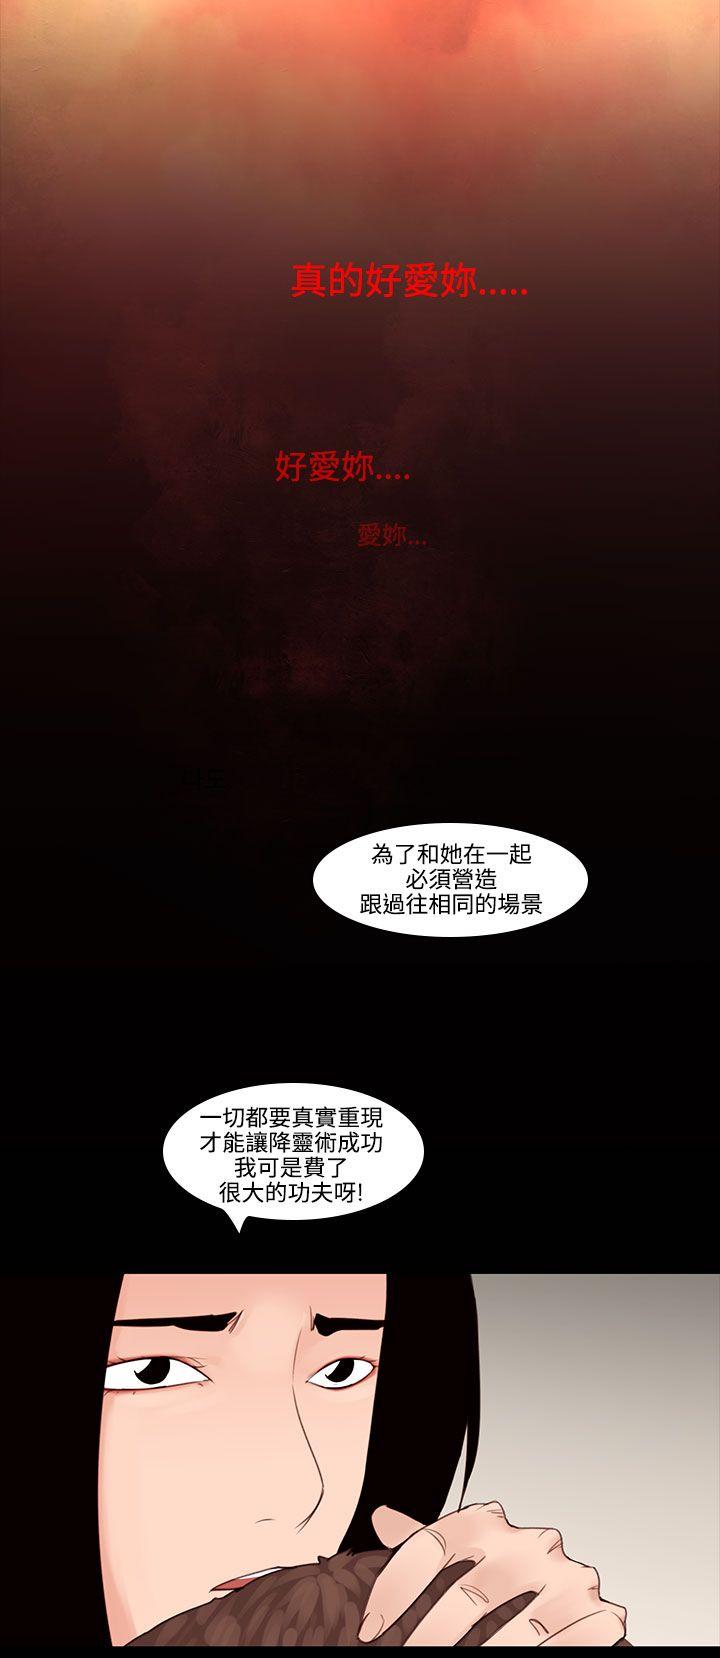 真的好愛妳.....
好愛妳....
愛妳...
나도
為了和她在一起
必須營造
跟過往相同的場景
一切都要真實重現
才能讓降靈術成功
我可是費了
很大的功夫呀!